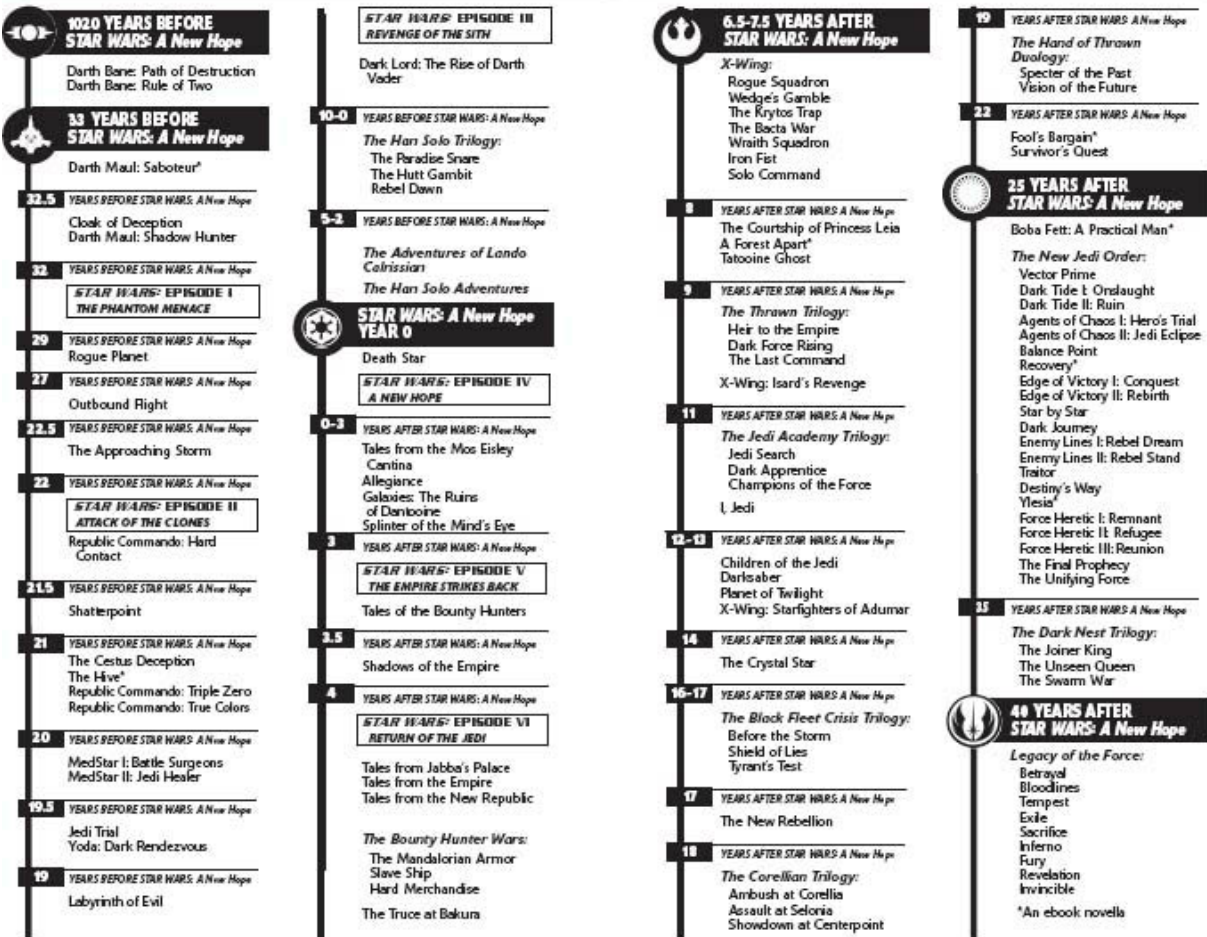 1020 YEARS BEFORE
STAR WARS: A New Hope
Darth Bane: Path of Destruction
Darth Bane: Rule of Two
33 YEARS BEFORE
STAR WARS: A New Hope
Darth Maul: Saboteur*
32.5 YEARS BEFORE STAR WARS: A New Hope
Cloak of Deception
Darth Maul: Shadow Hunter
32 YEARS BEFORE STAR WARS: A New Hope
STAR WARS: EPISODE I
THE PHANTOM MENACE
29 YEARS BEFORE STAR WARS: A New Hope
Rogue Planet
27 YEARS BEFORE STAR WARS: A New Hope
Outbound Flight
22.5 YEARS BEFORE STAR WARS: A New Hope
The Approaching Storm
22 YEARS BEFORE STAR WARS: A New Hope
STAR WARS: EPISODE II
ATTACK OF THE CLONES
Republic Commando: Hard
Contact
21.5 YEARS BEFORE STAR WARS: A New Hope
Shatterpoint
21 YEARS BEFORE STAR WARS: A New Hope
The Cestus Deception
The Hive*
Republic Commando: Triple Zero
Republic Commando: True Colors
20 YEARS BEFORE STAR WARS: A New Hope
MedStar I: Battle Surgeons
MedStar II: Jedi Healer
19.5 YEARS BEFORE STAR WARS: A New Hope
Jedi Trial
Yoda: Dark Rendezvous
19 YEARS BEFORE STAR WARS: A New Hope
Labyrinth of Evil
STAR WARS: EPISODE III
REVENGE OF THE SITH
Dark Lord: The Rise of Darth
Vader
10-0 YEARS BEFORE STAR WARS: A New Hope
The Han Solo Trilogy:
The Paradise Snare
The Hutt Gambit
Rebel Dawn
5-2 YEARS BEFORE STAR WARS: A New Hope
The Adventures of Lando
Calrissian
The Han Solo Adventures
STAR WARS: A New Hope
YEAR 0
Death Star
STAR WARS: EPISODE IV
A NEW HOPE
0-3 YEARS AFTER STAR WARS: A New Hope
Tales from the Mos Eisley
Cantina
Allegiance
Galaxies: The Ruins
of Dantooine
Splinter of the Mind's Eye
3 YEARS AFTER STAR WARS: A New Hope
STAR WARS: EPISODE V
THE EMPIRE STRIKES BACK
Tales of the Bounty Hunters
3.5 YEARS AFTER STAR WARS: A New Hope
Shadows of the Empire
4 YEARS AFTER STAR WARS: A New Hope
STAR WARS: EPISODE VI
RETURN OF THE JEDI
Tales from Jabba's Palace
Tales from the Empire
Tales from the New Republic
The Bounty Hunter Wars:
The Mandalorian Armor
Slave Ship
Hard Merchandise
The Truce at Bakura
6.5-7.5 YEARS AFTER
STAR WARS: A New Hope
X-Wing:
Rogue Squadron
Wedge's Gamble
The Krytos Trap
The Bacta War
Wraith Squadron
Iron Fist
Solo Command
8 YEARS AFTER STAR WARS: A New Hope
The Courtship of Princess Leia
A Forest Apart*
Tatooine Ghost
9 YEARS AFTER STAR WARS: A New Hope
The Thrawn Trilogy:
Heir to the Empire
Dark Force Rising
The Last Command
X-Wing: Isard's Revenge
11 YEARS AFTER STAR WARS: A New Hope
The Jedi Academy Trilogy:
Jedi Search
Dark Apprentice
Champions of the Force
I, Jedi
12-13 YEARS AFTER STAR WARS: A New Hope
Children of the Jedi
Darksaber
Planet of Twilight
X-Wing: Starfighters of Adumar
14 YEARS AFTER STAR WARS: A New Hope
The Crystal Star
16-17 YEARS AFTER STAR WARS: A New Hope
The Black Fleet Crisis Trilogy:
Before the Storm
Shield of Lies
Tyrant's Test
17 YEARS AFTER STAR WARS: A New Hope
The New Rebellion
18 YEARS AFTER STAR WARS: A New Hope
The Corellian Trilogy:
Ambush at Corellia
Assault at Selonia
Showdown at Centerpoint
19 YEARS AFTER STAR WARS: A New Hope
The Hand of Thrawn
Duology:
Specter of the Past
Vision of the Future
22 YEARS AFTER STAR WARS: A New Hope
Fool's Bargain*
Survivor's Quest
25 YEARS AFTER
STAR WARS: A New Hope
Boba Fett: A Practical Man*
The New Jedi Order:
Vector Prime
Dark Tide I: Onslaught
Dark Tide II: Ruin
Agents of Chaos I: Hero's Trial
Agents of Chaos II: Jedi Eclipse
Balance Point
Recovery*
Edge of Victory I: Conquest
Edge of Victory II: Rebirth
Star by Star
Dark Journey
Enemy Lines I: Rebel Dream
Enemy Lines II: Rebel Stand
Traitor
Destiny's Way
Ylesia*
Force Heretic I: Remnant
Force Heretic II: Refugee
Force Heretic III: Reunion
The Final Prophecy
The Unifying Force
35 YEARS AFTER STAR WARS: A New Hope
The Dark Nest Trilogy:
The Joiner King
The Unseen Queen
The Swarm War
40 YEARS AFTER
STAR WARS: A New Hope
Legacy of the Force:
Betrayal
Bloodlines
Tempest
Exile
Sacrifice
Inferno
Fury
Revelation
Invincible
*An ebook novella